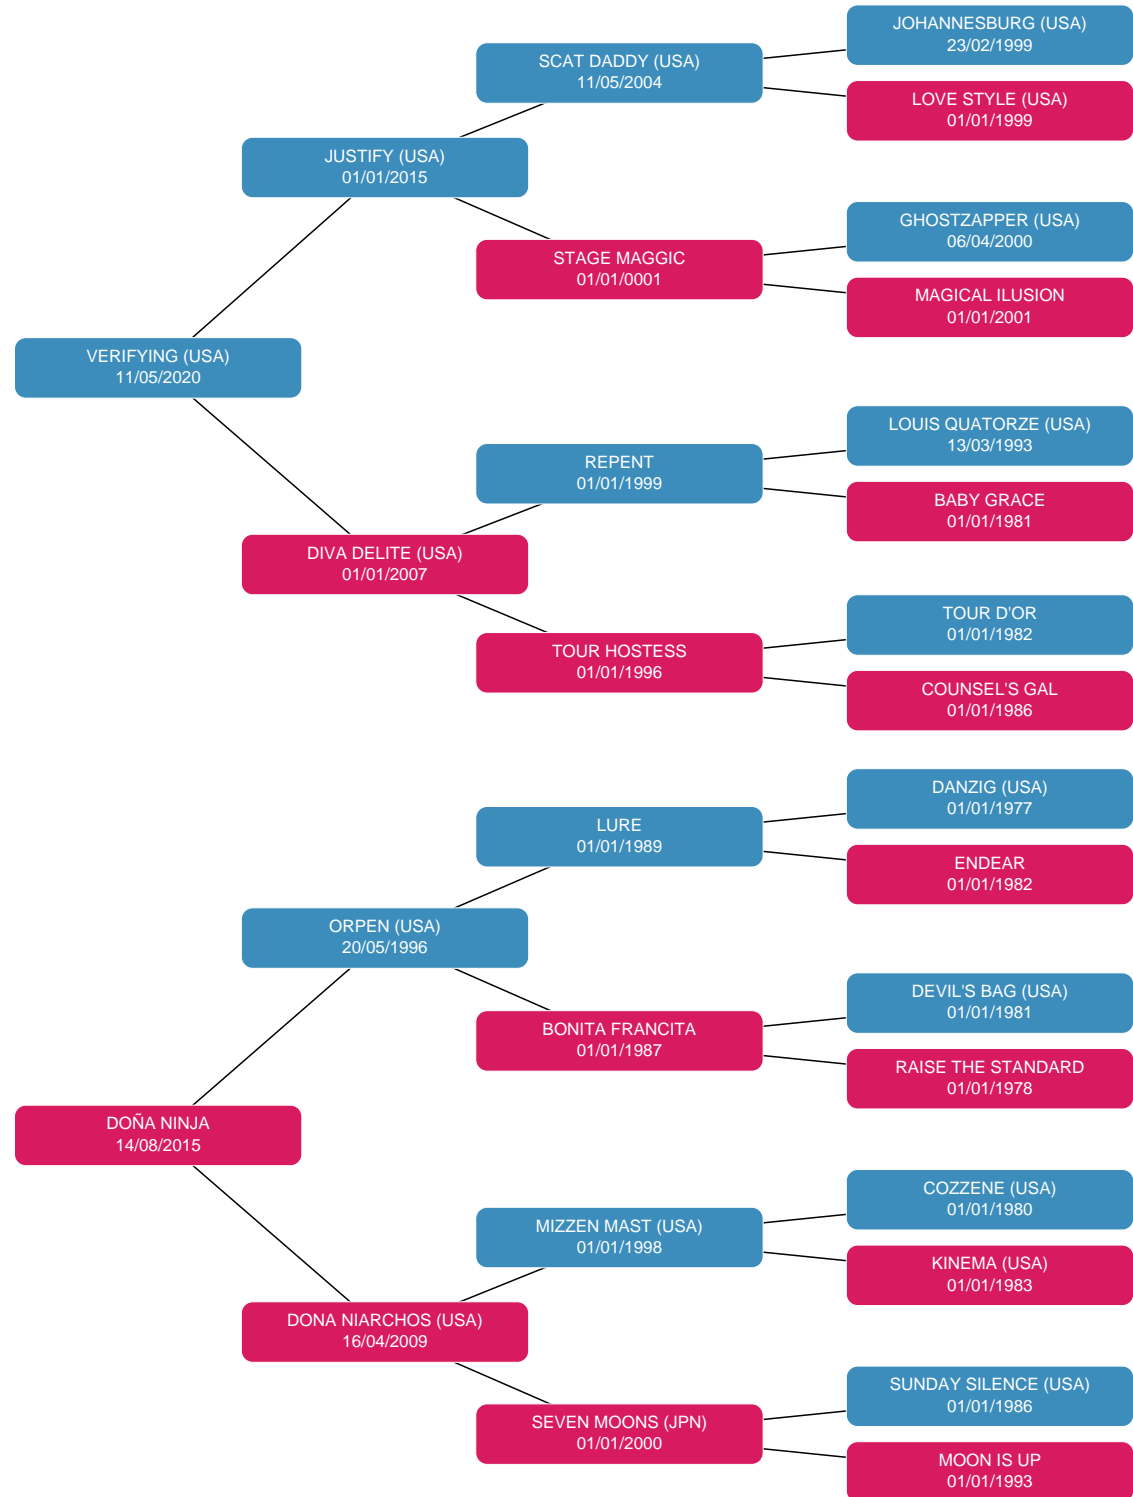 JOHANNESBURG (USA)
23/02/1999
SCAT DADDY (USA)
11/05/2004
LOVE STYLE (USA)
01/01/1999
JUSTIFY (USA)
01/01/2015
GHOSTZAPPER (USA)
06/04/2000
STAGE MAGGIC
01/01/0001
MAGICAL ILUSION
01/01/2001
VERIFYING (USA)
11/05/2020
LOUIS QUATORZE (USA)
13/03/1993
REPENT
01/01/1999
BABY GRACE
01/01/1981
DIVA DELITE (USA)
01/01/2007
TOUR D'OR
01/01/1982
TOUR HOSTESS
01/01/1996
COUNSEL'S GAL
01/01/1986
DANZIG (USA)
01/01/1977
LURE
01/01/1989
ENDEAR
01/01/1982
ORPEN (USA)
20/05/1996
DEVIL'S BAG (USA)
01/01/1981
BONITA FRANCITA
01/01/1987
RAISE THE STANDARD
01/01/1978
DOÑA NINJA
14/08/2015
COZZENE (USA)
01/01/1980
MIZZEN MAST (USA)
01/01/1998
KINEMA (USA)
01/01/1983
DONA NIARCHOS (USA)
16/04/2009
SUNDAY SILENCE (USA)
01/01/1986
SEVEN MOONS (JPN)
01/01/2000
MOON IS UP
01/01/1993